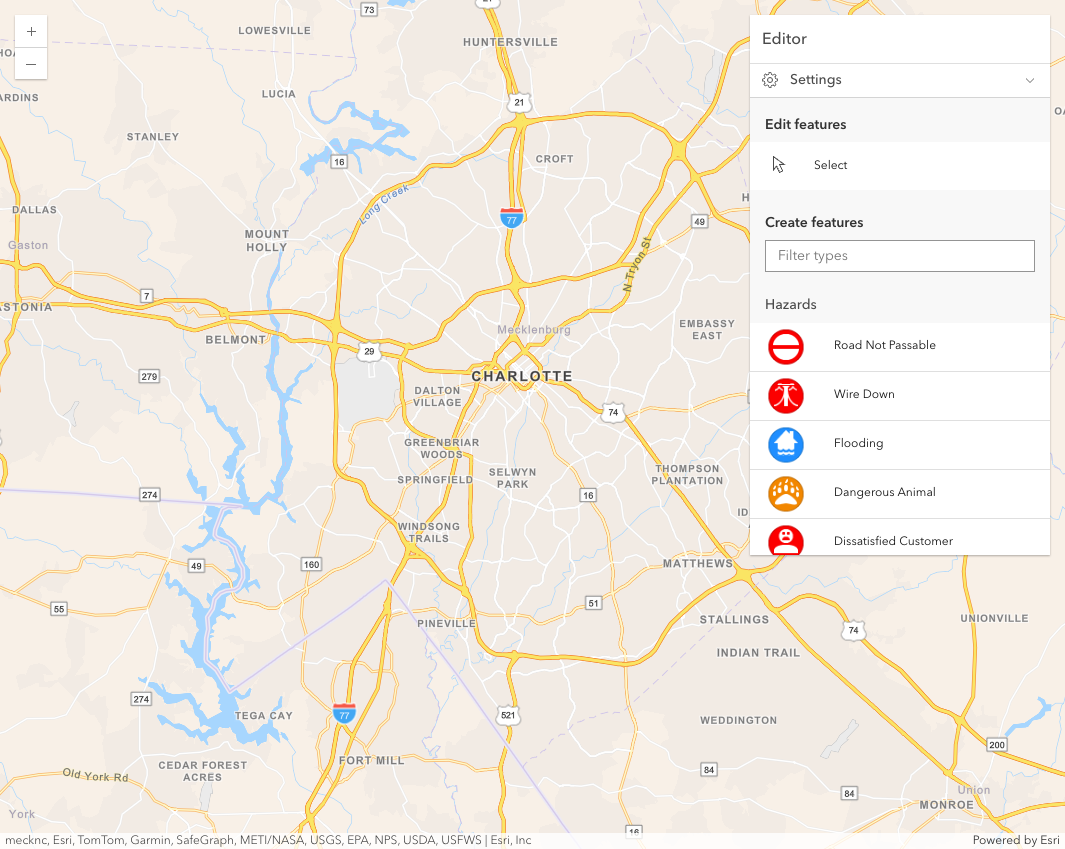 73
21
LOWESVILLE
HUNTERSVILLE
+
−
ARDINS
LUCIA
21
STANLEY
16
CROFT
Long Creek
DALLAS
77
49
Gaston
MOUNT
HOLLY
N Tryon St
7
ASTONIA
BELMONT
Mecklenburg
EMBASSY
EAST
29
279
CHARLOTTE
DALTON
VILLAGE
74
GREENBRIAR
WOODS
SELWYN
PARK
SPRINGFIELD
THOMPSON
PLANTATION
274
16
WINDSONG
TRAILS
49
160
MATTHEWS
55
51
PINEVILLE
STALLINGS
74
UNIONVILLE
INDIAN TRAIL
274
TEGA CAY
77
521
WEDDINGTON
200
CEDAR FOREST
ACRES
Old York Rd
FORT MILL
84
84
Union
MONROE
York
16
Editor
Settings
Edit features
Select
Create features
Filter types
Hazards
Road Not Passable
Wire Down
Flooding
Dangerous Animal
Dissatisfied Customer
mecknc, Esri, TomTom, Garmin, SafeGraph, METI/NASA, USGS, EPA, NPS, USDA, USFWS | Esri, Inc
Powered by Esri